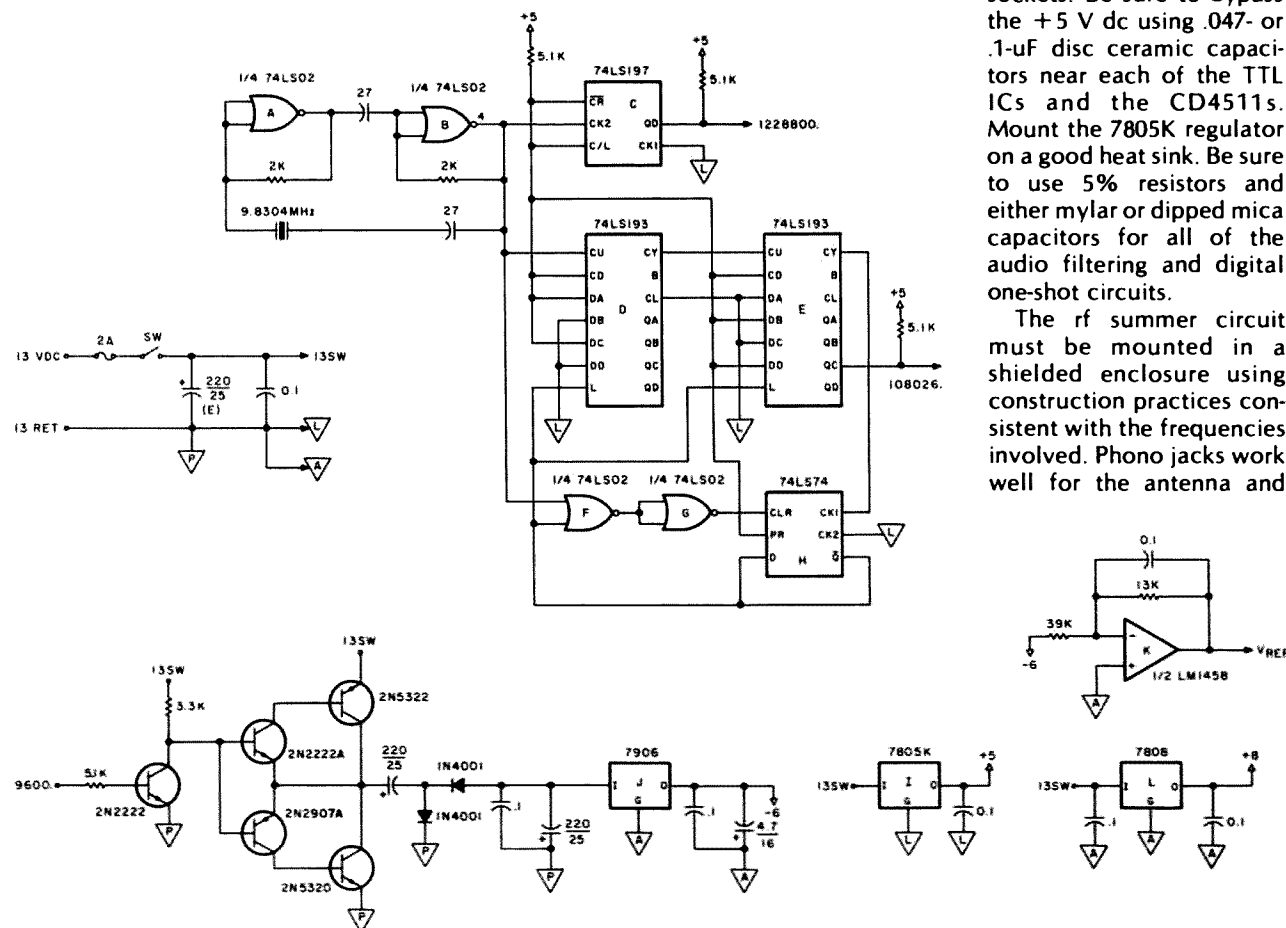 sockets. Be sure to bypass
the +5 V dc using .047- or
.1-uF disc ceramic capaci-
tors near each of the TTL
ICs and the CD4511s.
Mount the 7805K regulator
on a good heat sink. Be sure
to use 5% resistors and
either mylar or dipped mica
capacitors for all of the
audio filtering and digital
one-shot circuits.
The rf summer circuit
must be mounted in a
shielded enclosure using
construction practices con-
sistent with the frequencies
involved. Phono jacks work
well for the antenna and
+5
5.1K
1/4 74LS02
A
2K
27
1/4 74LS02
B
4
2K
9.8304MHz
27
74LS197
C
CR
CK2
C/L
QD
CK1
+5
5.1K
1228800.
L
74LS193
D
CU
CD
DA
DB
DC
DD
L
CY
B
CL
QA
QB
QC
QD
L
74LS193
E
CU
CD
DA
DB
DC
DD
L
CY
B
CL
QA
QB
QC
QD
L
+5
5.1K
108026.
13 VDC
2A
SW
13SW
220
25
(E)
0.1
13 RET
P
L
A
1/4 74LS02
F
1/4 74LS02
G
74LS74
CLR
PR
D
H
CK1
CK2
Q
L
0.1
13K
39K
-6
K
1/2 LM1458
VREF
A
13SW
3.3K
9600.
5.1K
2N2222
P
2N2222A
2N2907A
13SW
2N5322
2N5320
P
220
25
1N4001
1N4001
P
.1
220
25
P
7906
I
J
G
O
A
.1
4.7
16
-6
A
13SW
7805K
I
I
G
O
L
+5
0.1
L
13SW
.1
A
7808
I
L
G
O
A
+8
0.1
A